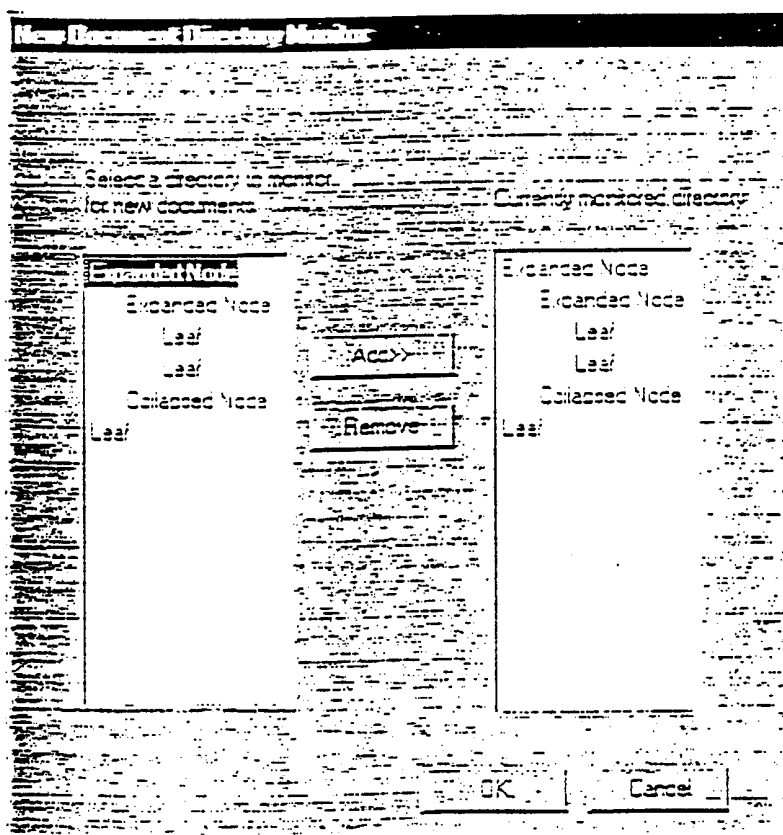 New Document Directory Monitor
Select a directory to monitor
for new documents
Currently monitored directory
Expanded Node
Expanded Node
Leaf
Leaf
Collapsed Node
Leaf
Add>>
Remove
Expanded Node
Expanded Node
Leaf
Leaf
Collapsed Node
Leaf
OK
Cancel